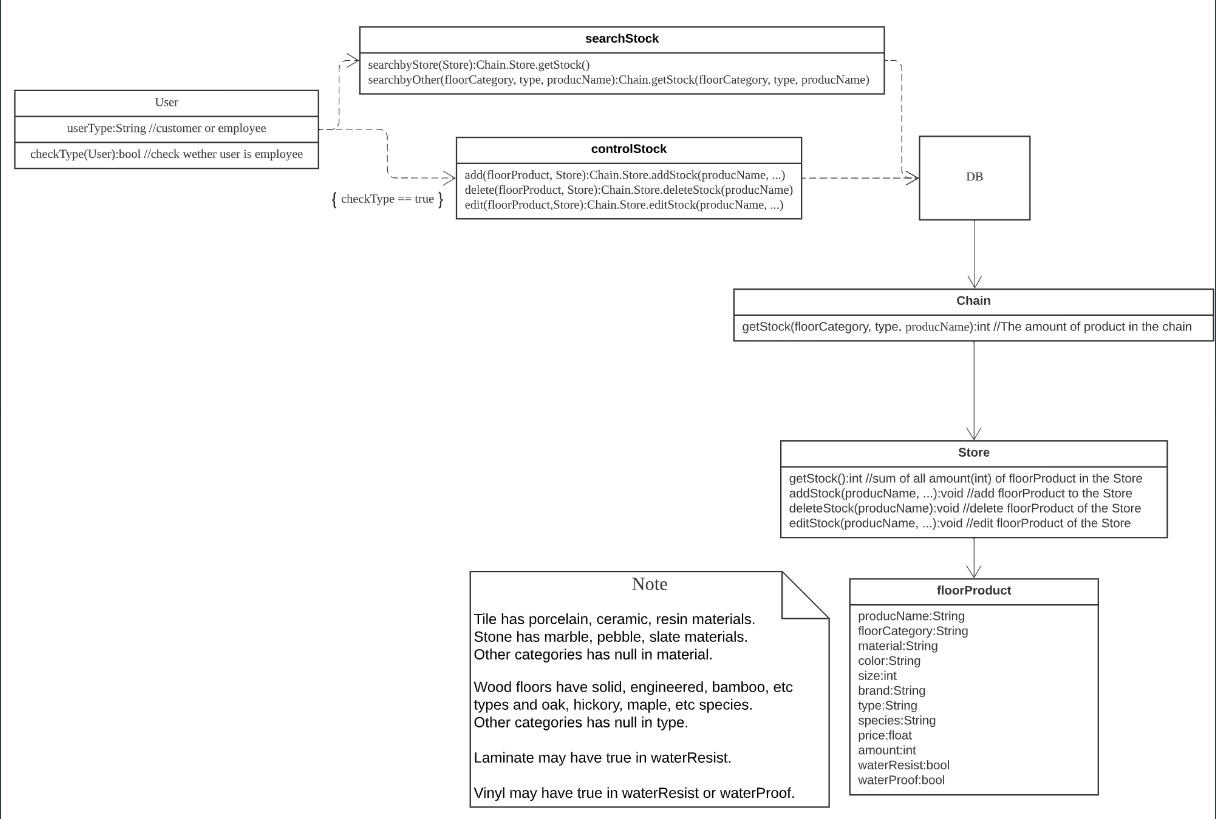 searchStock
searchbyStore(Store):Chain.Store.getStock()
searchbyOther(floorCategory, type, producName):Chain.getStock(floorCategory, type, producName)
User
userType:String //customer or employee
checkType(User):bool //check wether user is employee
controlStock
add(floorProduct, Store):Chain.Store.addStock(producName, ...)
delete(floorProduct, Store):Chain.Store.deleteStock(producName)
edit(floorProduct,Store):Chain.Store.editStock(producName, ...)
{ checkType == true }
DB
Chain
getStock(floorCategory, type, producName):int //The amount of product in the chain
Store
getStock():int //sum of all amount(int) of floorProduct in the Store
addStock(producName, ...):void //add floorProduct to the Store
deleteStock(producName):void //delete floorProduct of the Store
editStock(producName, ...):void //edit floorProduct of the Store
Note
Tile has porcelain, ceramic, resin materials.
Stone has marble, pebble, slate materials.
Other categories has null in material.
Wood floors have solid, engineered, bamboo, etc
types and oak, hickory, maple, etc species.
Other categories has null in type.
Laminate may have true in waterResist.
Vinyl may have true in waterResist or waterProof.
floorProduct
producName:String
floorCategory:String
material:String
color:String
size:int
brand:String
type:String
species:String
price:float
amount:int
waterResist:bool
waterProof:bool